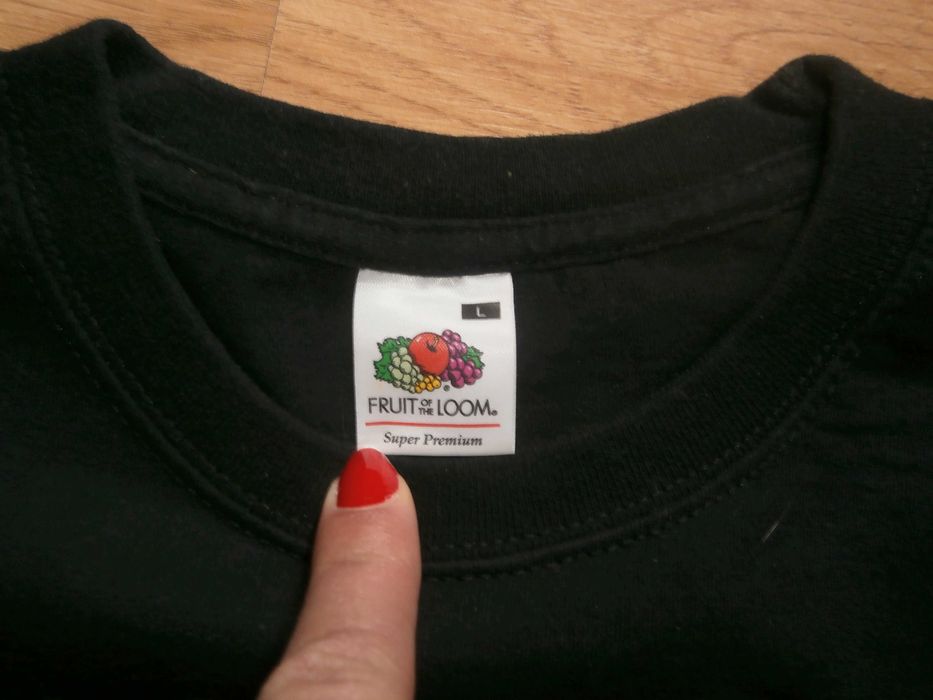 L
FRUIT OF THE LOOM®
Super Premium